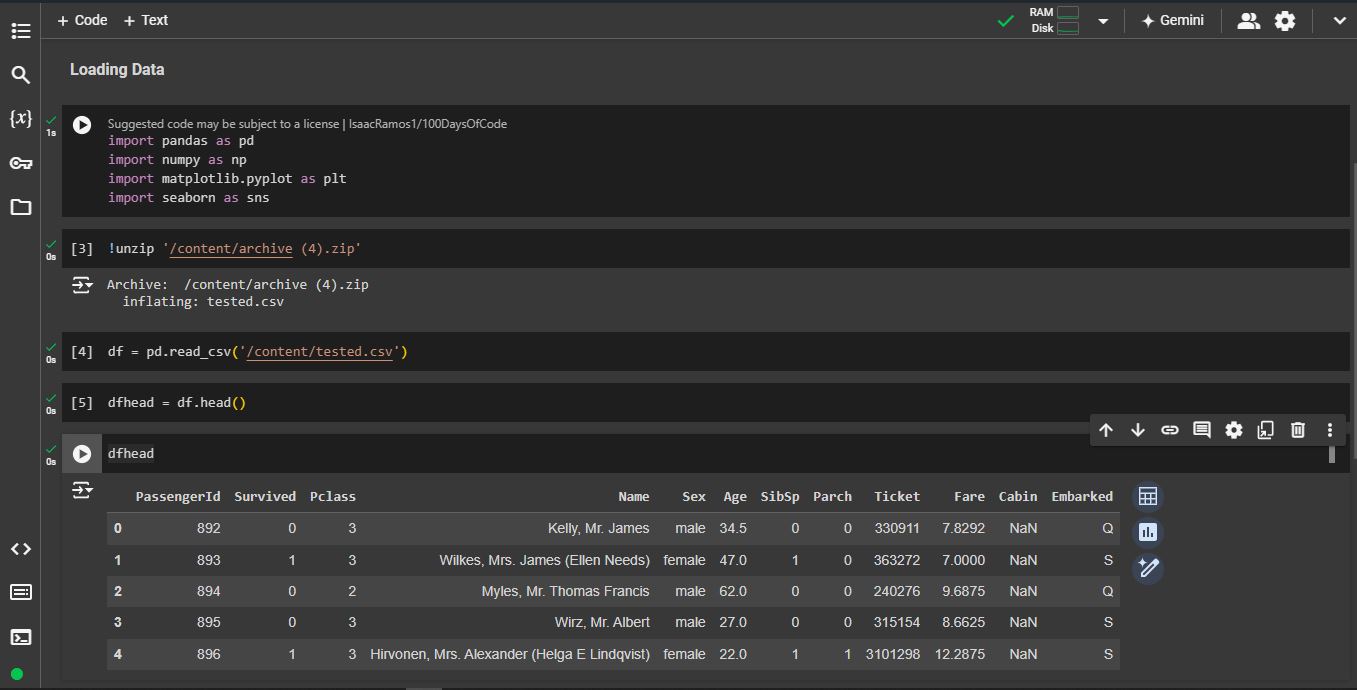 + Code + Text
RAM
Disk
Gemini
Loading Data
{x}
1s
Suggested code may be subject to a license | IsaacRamos1/100DaysOfCode
import pandas as pd
import numpy as np
import matplotlib.pyplot as plt
import seaborn as sns
0s
[3] !unzip '/content/archive (4).zip'
Archive:  /content/archive (4).zip
inflating: tested.csv
0s
[4] df = pd.read_csv('/content/tested.csv')
0s
[5] dfhead = df.head()
0s
dfhead
PassengerId Survived Pclass Name Sex Age SibSp Parch Ticket Fare Cabin Embarked
0 892 0 3 Kelly, Mr. James male 34.5 0 0 330911 7.8292 NaN Q
1 893 1 3 Wilkes, Mrs. James (Ellen Needs) female 47.0 1 0 363272 7.0000 NaN S
2 894 0 2 Myles, Mr. Thomas Francis male 62.0 0 0 240276 9.6875 NaN Q
3 895 0 3 Wirz, Mr. Albert male 27.0 0 0 315154 8.6625 NaN S
4 896 1 3 Hirvonen, Mrs. Alexander (Helga E Lindqvist) female 22.0 1 1 3101298 12.2875 NaN S